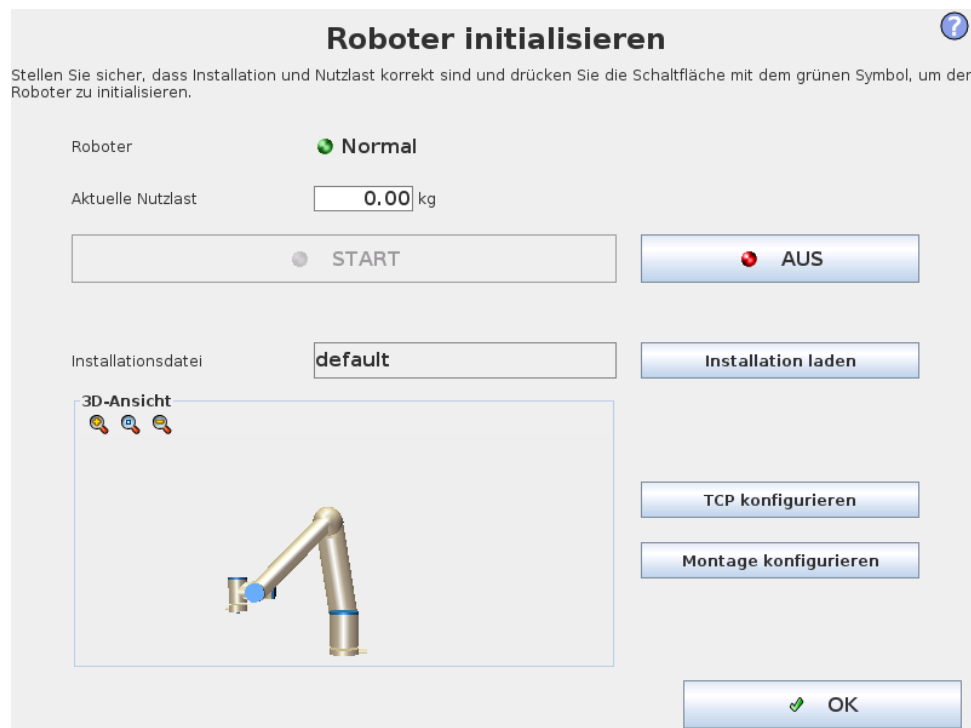 Roboter initialisieren
?
Stellen Sie sicher, dass Installation und Nutzlast korrekt sind und drücken Sie die Schaltfläche mit dem grünen Symbol, um der
Roboter zu initialisieren.
Roboter Normal
Aktuelle Nutzlast 0.00 kg
START AUS
Installationsdatei default Installation laden
3D-Ansicht
TCP konfigurieren
Montage konfigurieren
OK